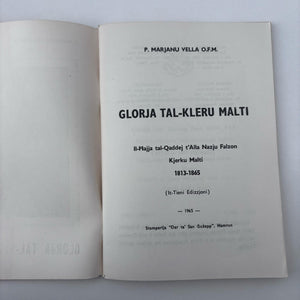 P. MARJANU VELLA O.F.M.
GLORJA TAL-KLERU MALTI
Il-Ħajja tal-Qaddej t'Alla Nazju Falzon
Kjerku Malti
1813-1865
(It-Tieni Edizzjoni)
— 1965 —
Stamperija "Dar ta' San Ġużepp", Ħamrun